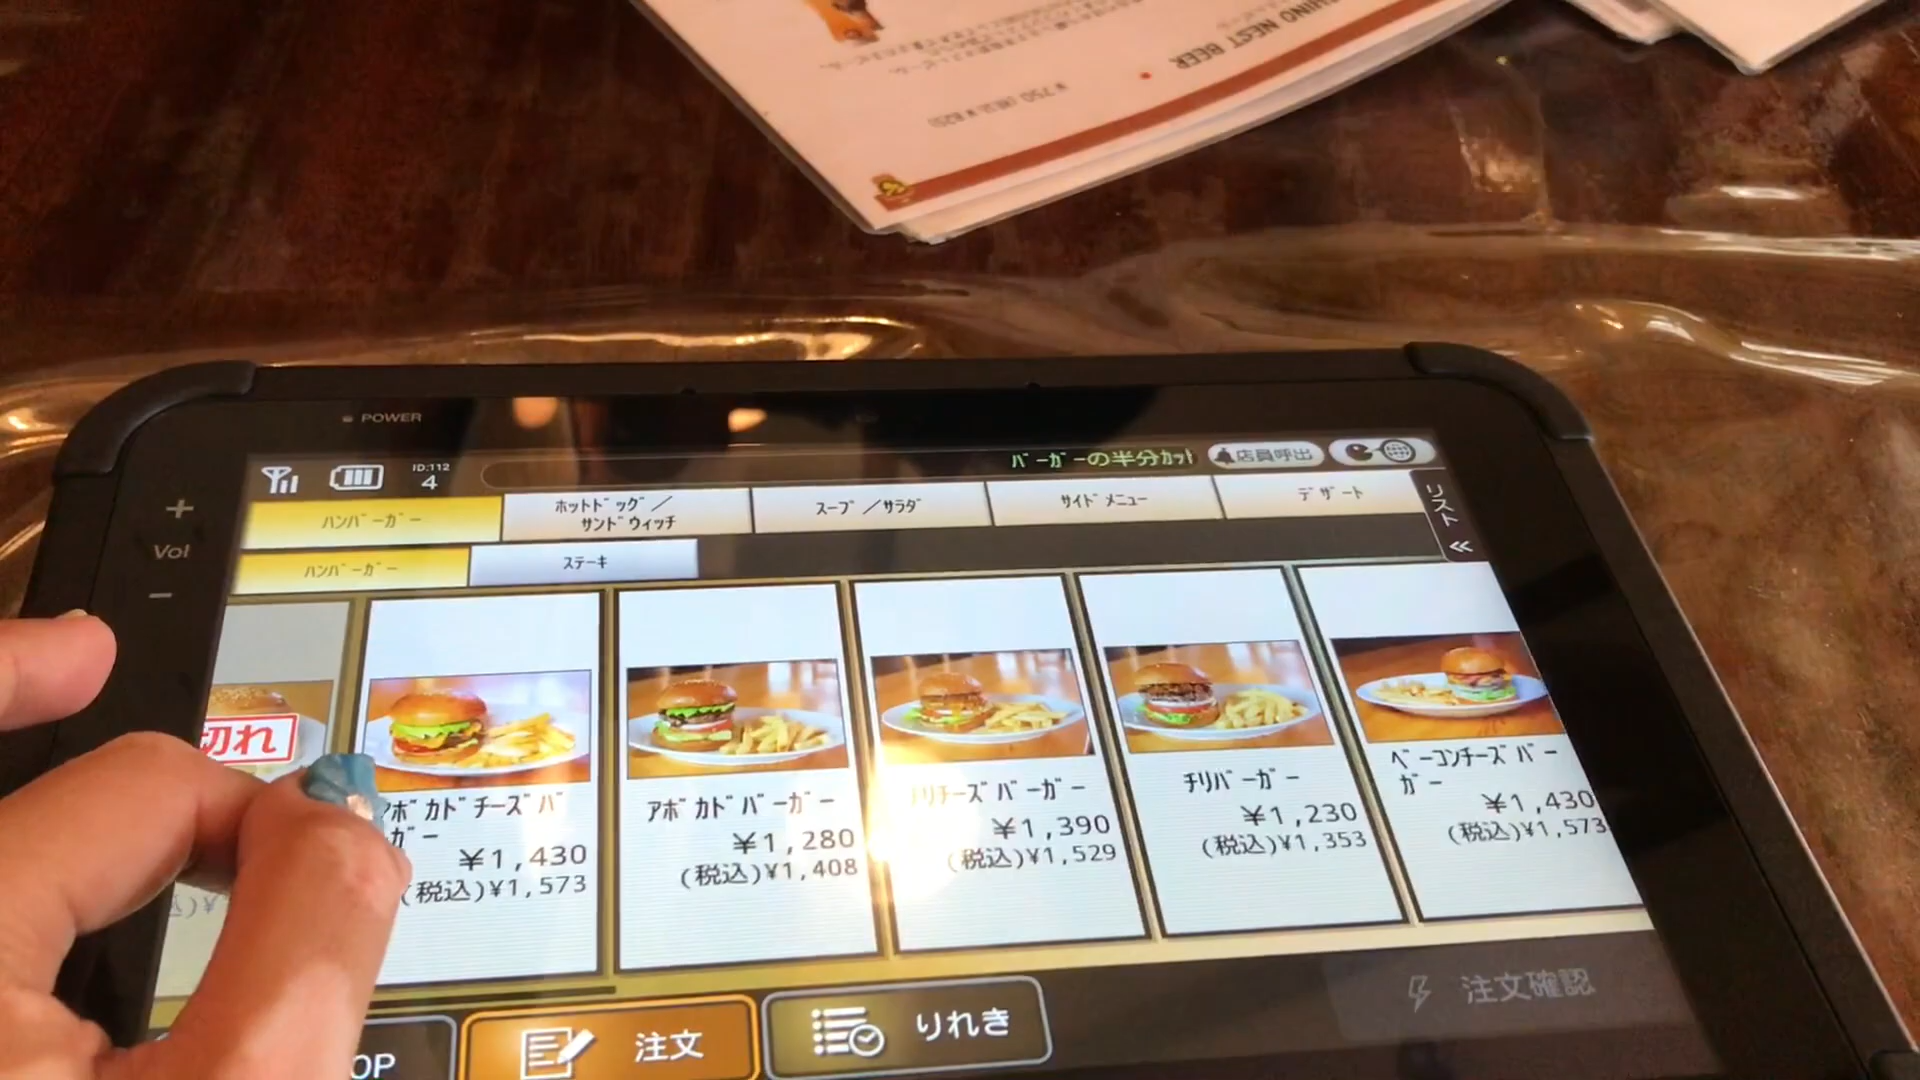 HINO NEST BEER
¥750 (税込¥825)
POWER
Vol
ID:112
4
バーガーの半分カット
店員呼出
ハンバーガー
ホットドッグ／
サンドウィッチ
スープ／サラダ
サイドメニュー
デザート
リスト
ハンバーガー
ステーキ
切れ
アボカドチーズバ
ガー
¥1,430
(税込)¥1,573
アボカドバーガー
¥1,280
(税込)¥1,408
チリチーズバーガー
¥1,390
(税込)¥1,529
チリバーガー
¥1,230
(税込)¥1,353
ベーコンチーズバー
ガー
¥1,430
(税込)¥1,573
込)¥
OP
注文
りれき
注文確認